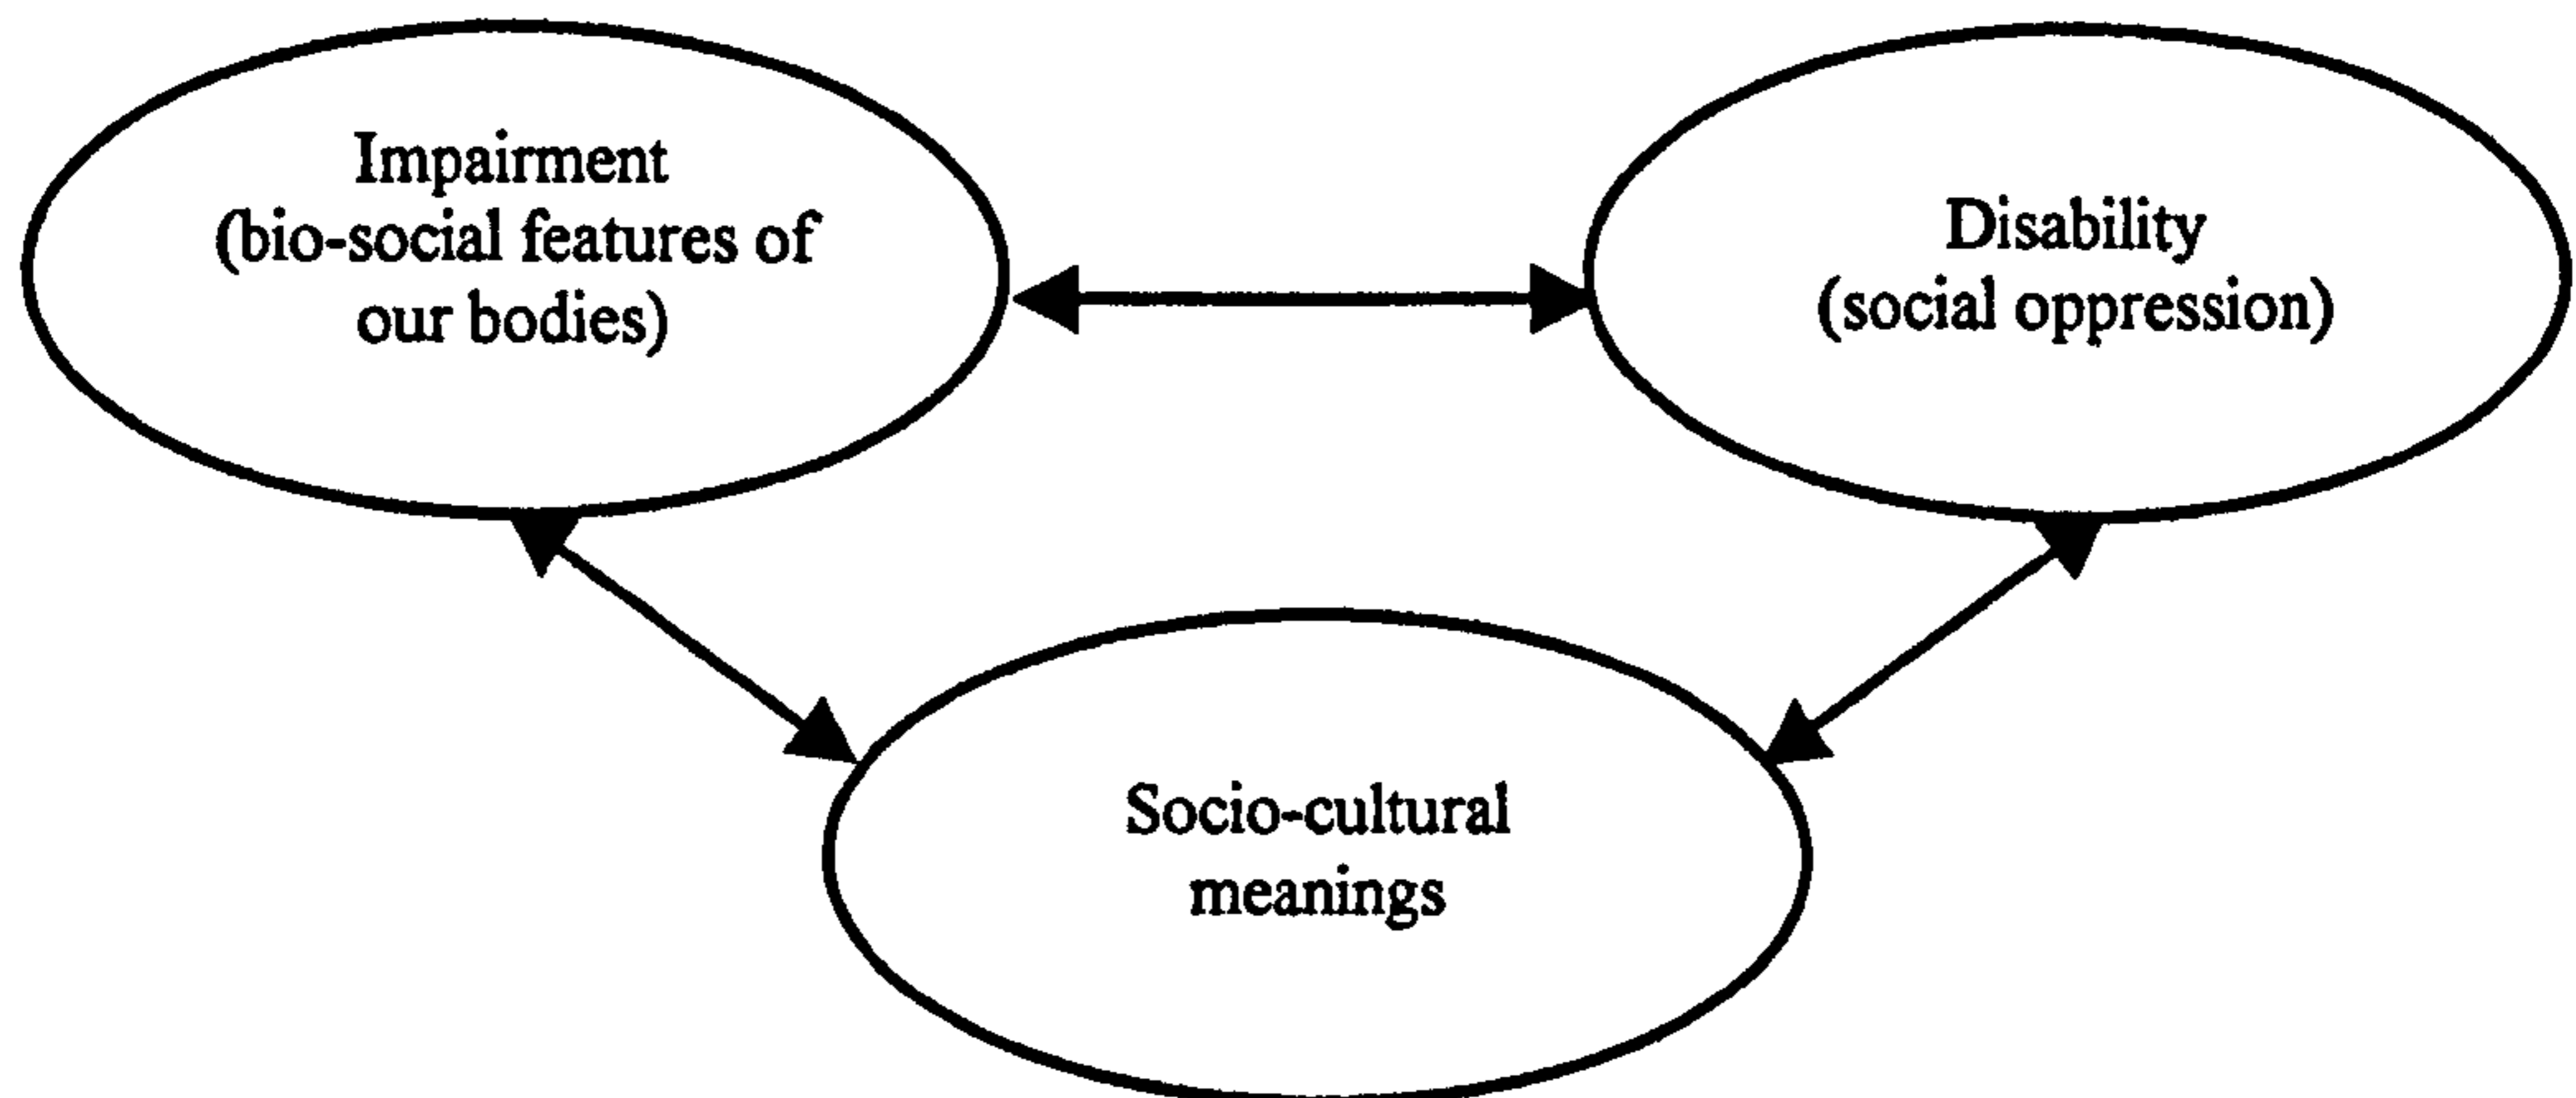 Impairment
(bio-social features of
our bodies)
Disability
(social oppression)
Socio-cultural
meanings